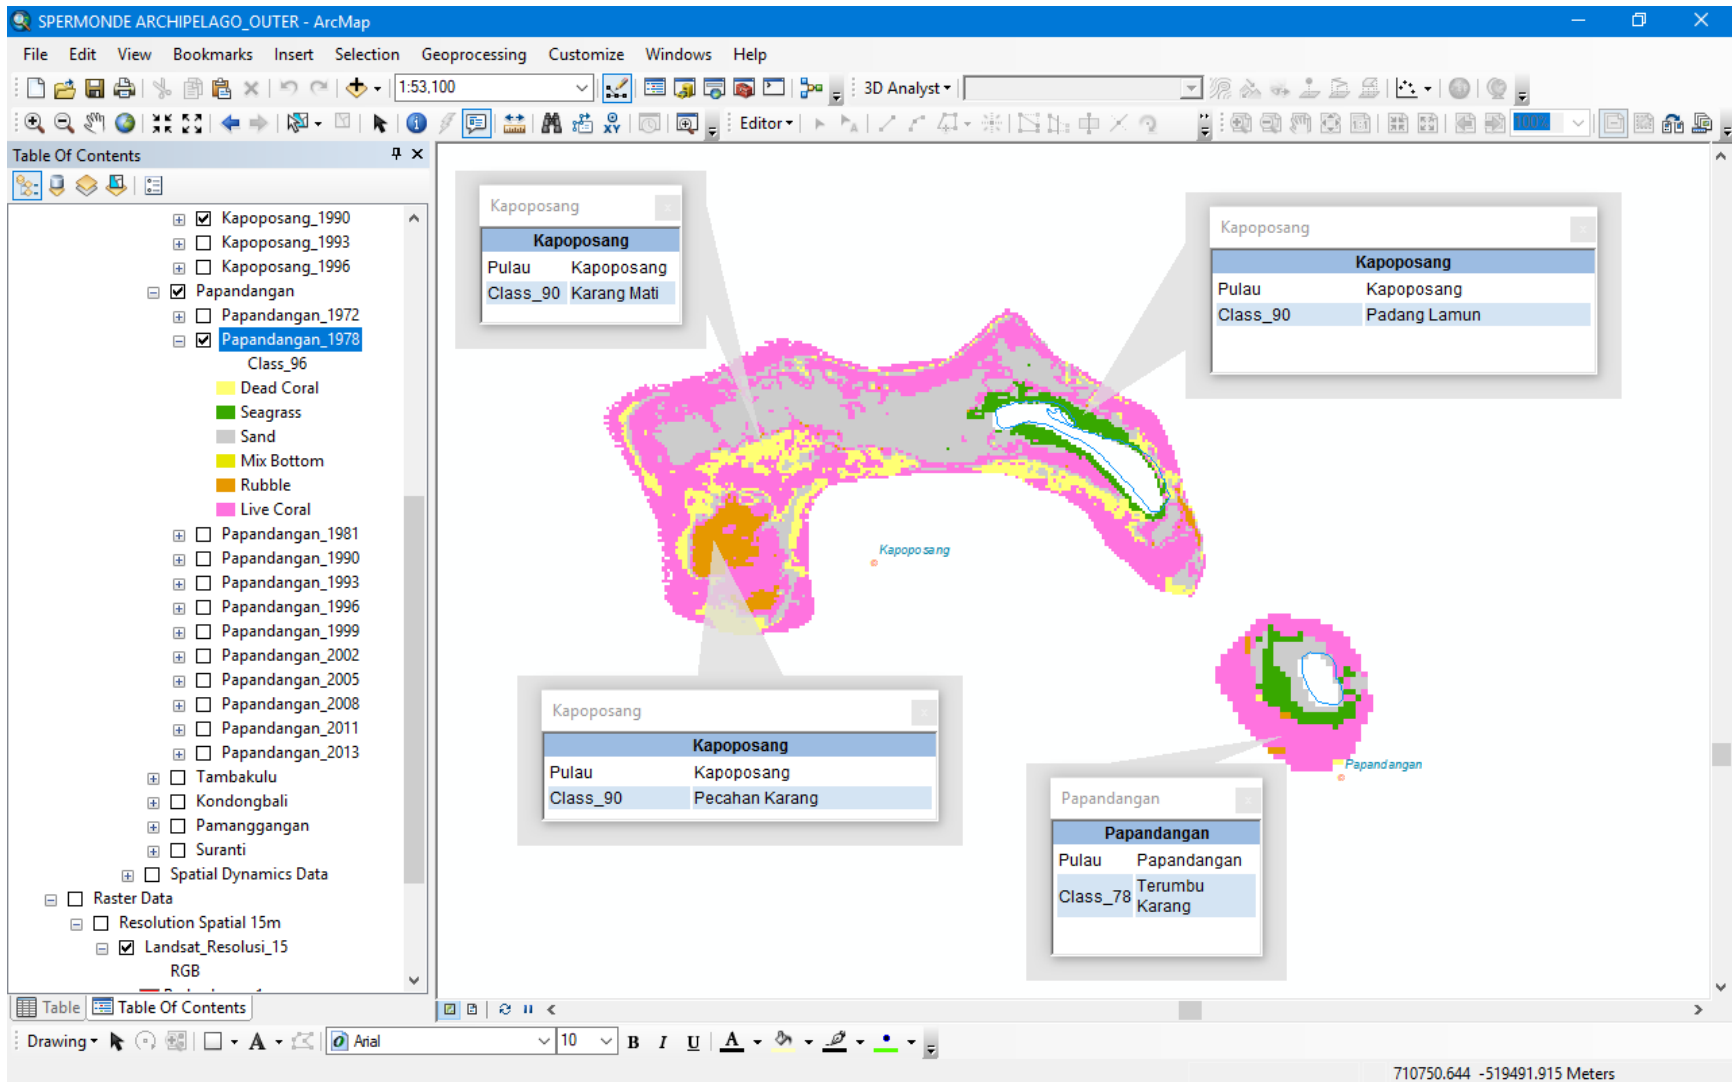 SPERMONDE ARCHIPELAGO_OUTER - ArcMap
File Edit View Bookmarks Insert Selection Geoprocessing Customize Windows Help
1:53,100
3D Analyst
Editor
100%
Table Of Contents
Kapoposang_1990
Kapoposang_1993
Kapoposang_1996
Papandangan
Papandangan_1972
Papandangan_1978
Class_96
Dead Coral
Seagrass
Sand
Mix Bottom
Rubble
Live Coral
Papandangan_1981
Papandangan_1990
Papandangan_1993
Papandangan_1996
Papandangan_1999
Papandangan_2002
Papandangan_2005
Papandangan_2008
Papandangan_2011
Papandangan_2013
Tambakulu
Kondongbali
Pamanggangan
Suranti
Spatial Dynamics Data
Raster Data
Resolution Spatial 15m
Landsat_Resolusi_15
RGB
Table
Table Of Contents
Kapoposang
Kapoposang
Pulau Kapoposang
Class_90 Karang Mati
Kapoposang
Kapoposang
Pulau Kapoposang
Class_90 Padang Lamun
Kapoposang
Kapoposang
Kapoposang
Pulau Kapoposang
Class_90 Pecahan Karang
Papandangan
Papandangan
Papandangan
Pulau Papandangan
Class_78 Terumbu
Karang
Drawing
A
Arial
10
B I U A
710750.644 -519491.915 Meters